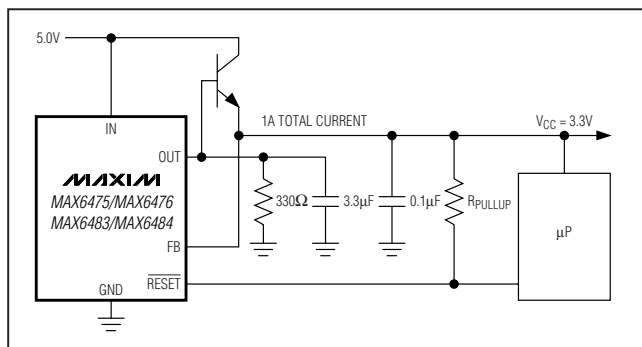 5.0V
IN
1A TOTAL CURRENT
VCC = 3.3V
OUT
MAXIM
MAX6475/MAX6476
MAX6483/MAX6484
330Ω
3.3µF
0.1µF
RPULLUP
µP
FB
GND
RESET